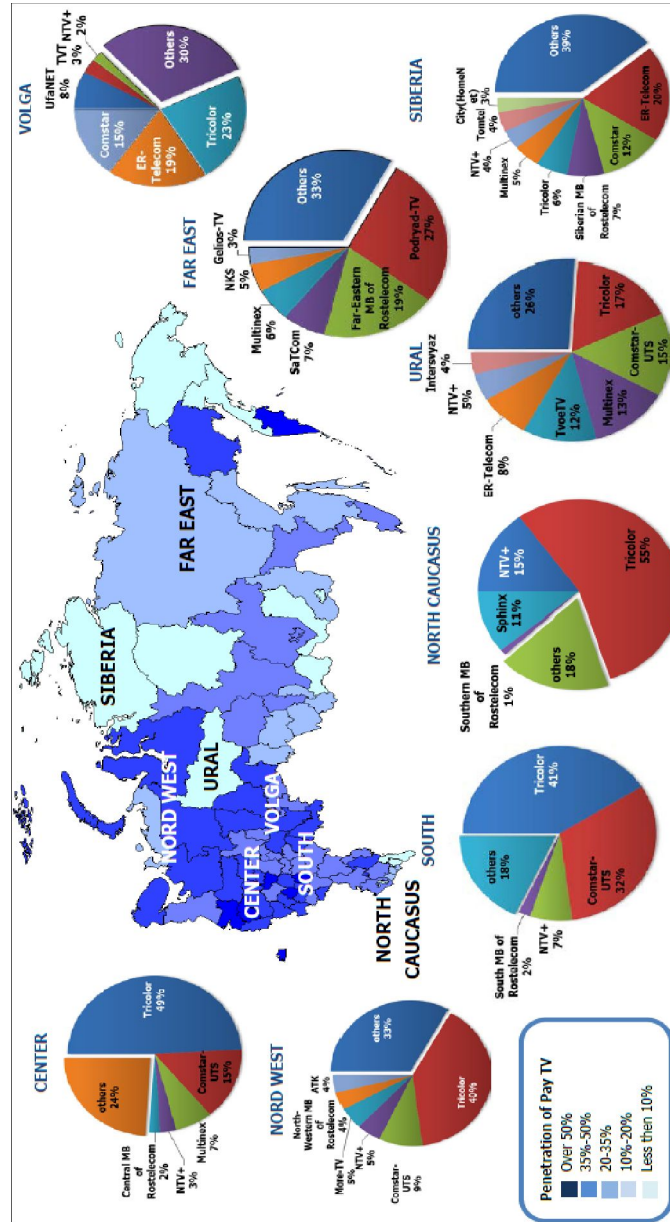 CENTER
Tricolor
49%
Comstar-
UTS
15%
Multinex
7%
NTV+
3%
Central MB
of
Rostelecom
2%
others
24%
NORD WEST
others
33%
Tricolor
40%
Comstar-
UTS
9%
NTV+
5%
More-TV
5%
North-
Western MB
of
Rostelecom
4%
ATK
4%
Penetration of Pay TV
Over 50%
35%-50%
20-35%
10%-20%
Less then 10%
NORD WEST
CENTER
VOLGA
SOUTH
NORTH
CAUCASUS
URAL
SIBERIA
FAR EAST
SOUTH
Tricolor
41%
Comstar-
UTS
32%
NTV+
7%
South MB of
Rostelecom
2%
others
18%
NORTH CAUCASUS
NTV+
15%
Tricolor
55%
others
18%
Southern MB
of
Rostelecom
1%
Sphinx
11%
URAL
others
26%
Tricolor
17%
Comstar-
UTS
15%
Multinex
13%
TvoeTV
12%
ER-Telecom
8%
NTV+
5%
Intersvyaz
4%
FAR EAST
Others
33%
Podryad-TV
27%
Far-Eastern
MB of
Rostelecom
19%
SaTCom
7%
Multinex
6%
NKS
5%
Gelios-TV
3%
VOLGA
Others
30%
Tricolor
23%
ER-
Telecom
19%
Comstar
15%
UfaNET
8%
TVT
3%
NTV+
2%
SIBERIA
Others
39%
ER-Telecom
20%
Comstar
12%
Siberian MB
of
Rostelecom
7%
Tricolor
6%
Multinex
5%
NTV+
4%
Tomtel
4%
City(HomeN
et)
3%